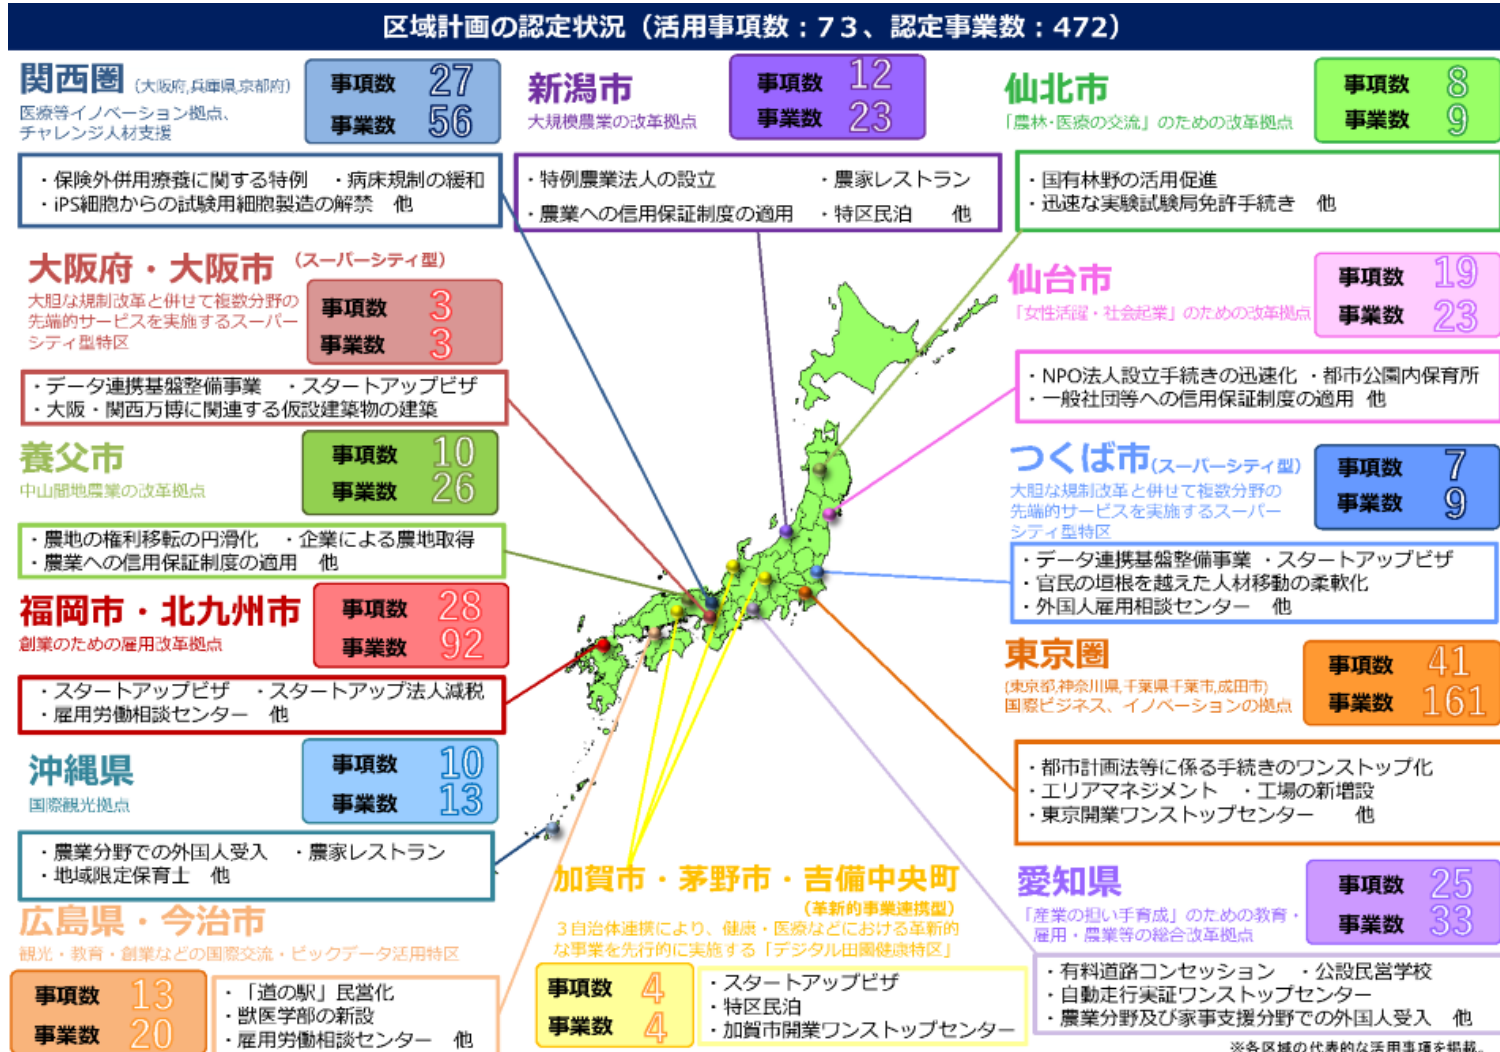 区域計画の認定状況（活用事項数：７３、認定事業数：472）
関西圏（大阪府,兵庫県,京都府）
医療等イノベーション拠点、
チャレンジ人材支援
事項数 27
事業数 56
・保険外併用療養に関する特例　・病床規制の緩和
・iPS細胞からの試験用細胞製造の解禁　他
新潟市
大規模農業の改革拠点
事項数 12
事業数 23
・特例農業法人の設立　・農家レストラン
・農業への信用保証制度の適用　・特区民泊　他
仙北市
「農林・医療の交流」のための改革拠点
事項数 8
事業数 9
・国有林野の活用促進
・迅速な実験試験局免許手続き　他
大阪府・大阪市（スーパーシティ型）
大胆な規制改革と併せて複数分野の
先端的サービスを実施するスーパー
シティ型特区
事項数 3
事業数 3
・データ連携基盤整備事業　・スタートアップビザ
・大阪・関西万博に関連する仮設建築物の建築
仙台市
「女性活躍・社会起業」のための改革拠点
事項数 19
事業数 23
・NPO法人設立手続きの迅速化　・都市公園内保育所
・一般社団等への信用保証制度の適用　他
養父市
中山間地農業の改革拠点
事項数 10
事業数 26
・農地の権利移転の円滑化　・企業による農地取得
・農業への信用保証制度の適用　他
つくば市（スーパーシティ型）
大胆な規制改革と併せて複数分野の
先端的サービスを実施するスーパー
シティ型特区
事項数 7
事業数 9
・データ連携基盤整備事業　・スタートアップビザ
・官民の垣根を越えた人材移動の柔軟化
・外国人雇用相談センター　他
福岡市・北九州市
創業のための雇用改革拠点
事項数 28
事業数 92
・スタートアップビザ　・スタートアップ法人減税
・雇用労働相談センター　他
東京圏
(東京都,神奈川県,千葉県千葉市,成田市)
国際ビジネス、イノベーションの拠点
事項数 41
事業数 161
・都市計画法等に係る手続きのワンストップ化
・エリアマネジメント　・工場の新増設
・東京開業ワンストップセンター　他
沖縄県
国際観光拠点
事項数 10
事業数 13
・農業分野での外国人受入　・農家レストラン
・地域限定保育士　他
加賀市・茅野市・吉備中央町
（革新的事業連携型）
３自治体連携により、健康・医療などにおける革新的
な事業を先行的に実施する「デジタル田園健康特区」
事項数 4
事業数 4
・スタートアップビザ
・特区民泊
・加賀市開業ワンストップセンター
愛知県
「産業の担い手育成」のための教育・
雇用・農業等の総合改革拠点
事項数 25
事業数 33
・有料道路コンセッション　・公設民営学校
・自動走行実証ワンストップセンター
・農業分野及び家事支援分野での外国人受入　他
広島県・今治市
観光・教育・創業などの国際交流・ビックデータ活用特区
事項数 13
事業数 20
・「道の駅」民営化
・獣医学部の新設
・雇用労働相談センター　他
※各区域の代表的な活用事項を掲載。